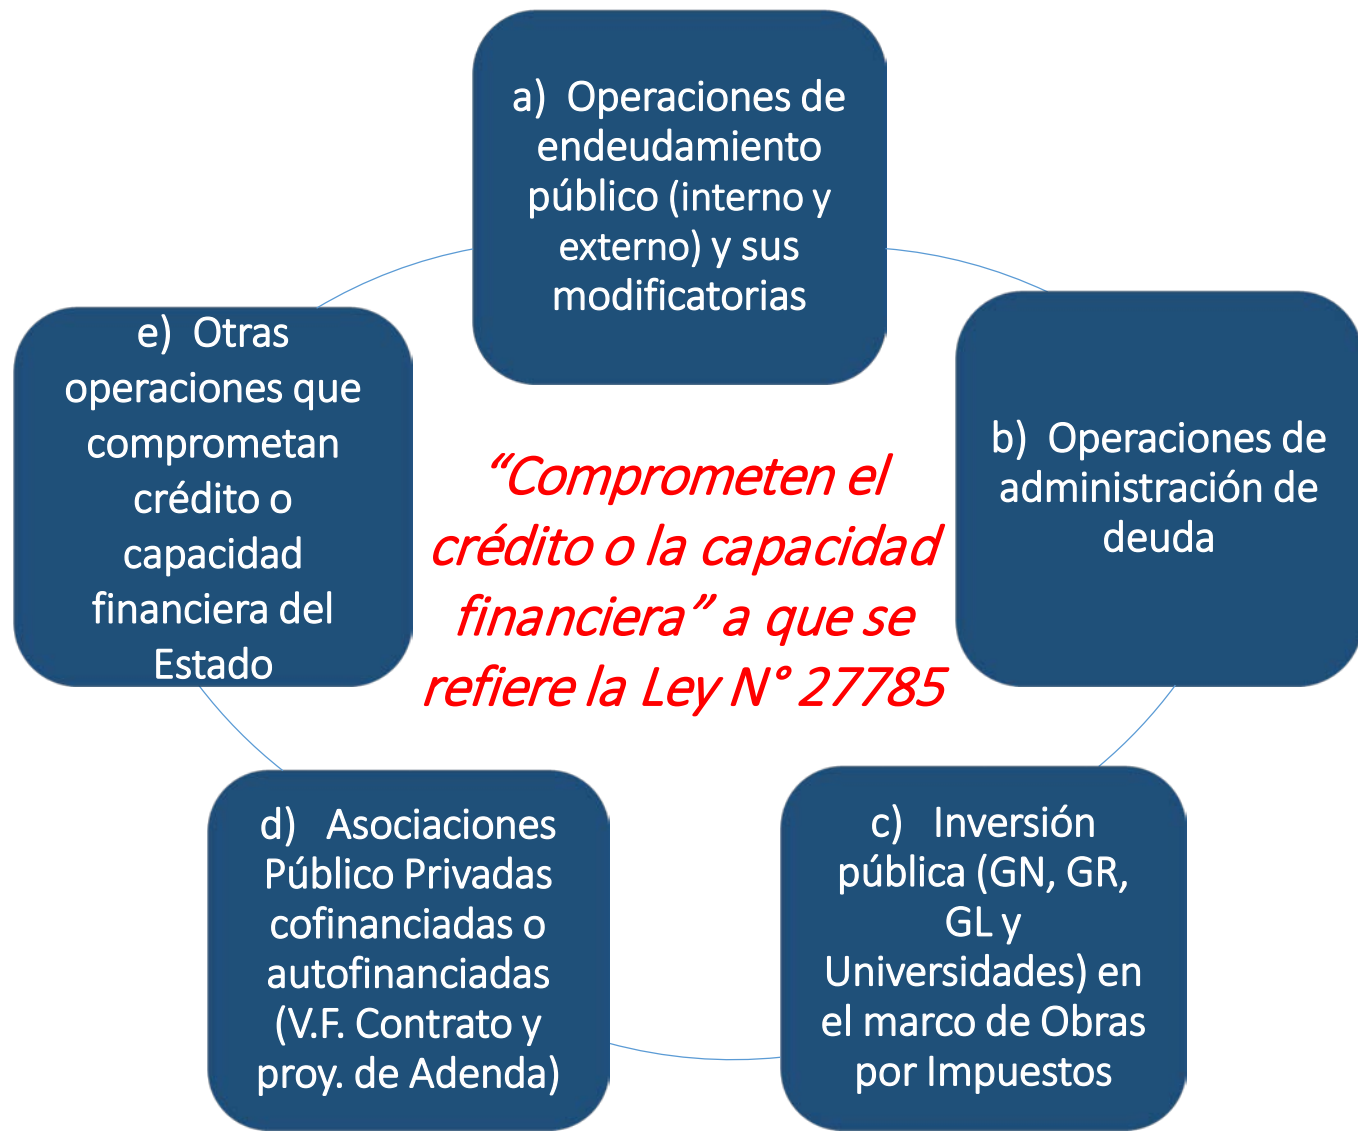 a) Operaciones de
endeudamiento
público (interno y
externo) y sus
modificatorias
b) Operaciones de
administración de
deuda
c) Inversión
pública (GN, GR,
GL y
Universidades) en
el marco de Obras
por Impuestos
d) Asociaciones
Público Privadas
cofinanciadas o
autofinanciadas
(V.F. Contrato y
proy. de Adenda)
e) Otras
operaciones que
comprometan
crédito o
capacidad
financiera del
Estado
“Comprometen el
crédito o la capacidad
financiera” a que se
refiere la Ley N° 27785